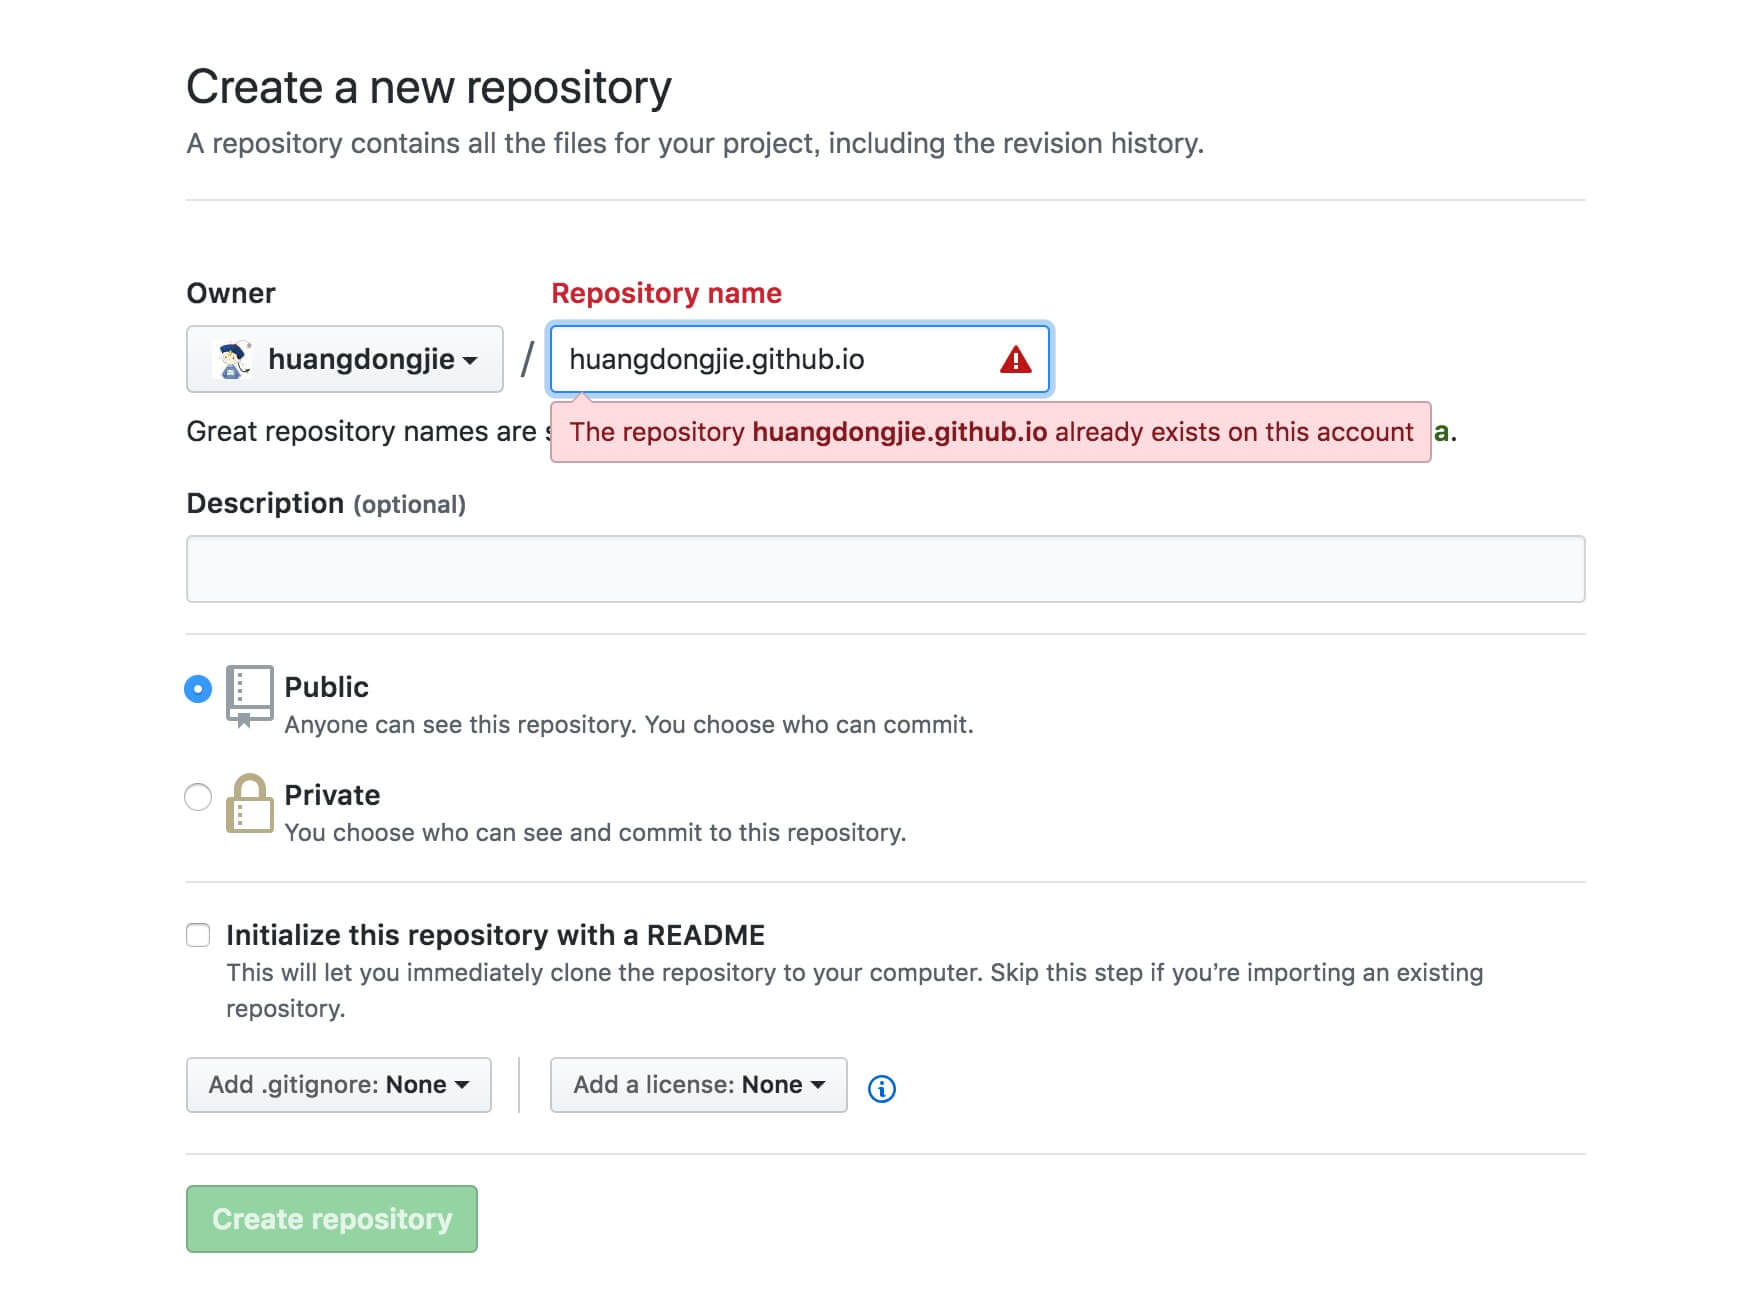 Create a new repository
A repository contains all the files for your project, including the revision history.
Owner
Repository name
huangdongjie
/
huangdongjie.github.io
Great repository names are
The repository huangdongjie.github.io already exists on this account
a.
Description (optional)
Public
Anyone can see this repository. You choose who can commit.
Private
You choose who can see and commit to this repository.
Initialize this repository with a README
This will let you immediately clone the repository to your computer. Skip this step if you’re importing an existing
repository.
Add .gitignore: None
Add a license: None
Create repository